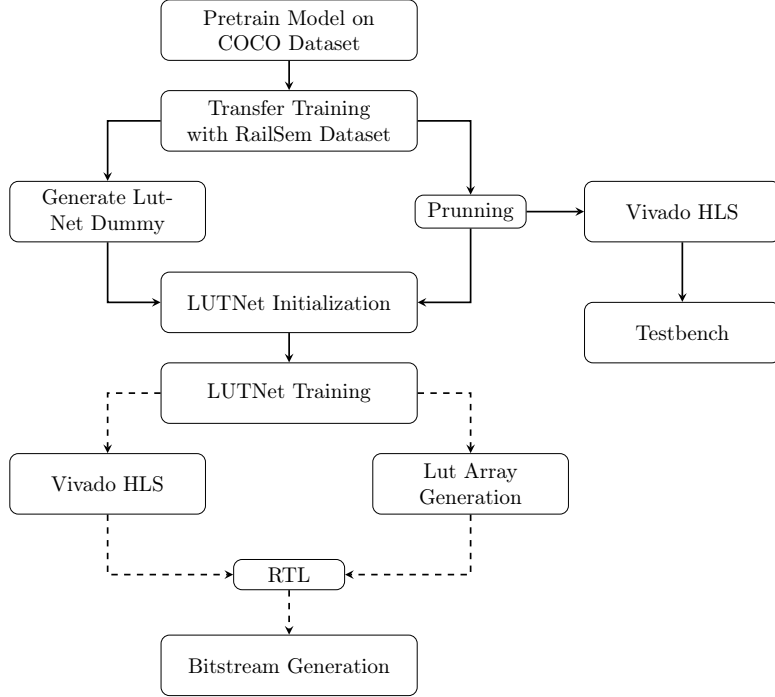 Pretrain Model on
COCO Dataset
Transfer Training
with RailSem Dataset
Generate Lut-
Net Dummy
Prunning
Vivado HLS
LUTNet Initialization
Testbench
LUTNet Training
Vivado HLS
Lut Array
Generation
RTL
Bitstream Generation